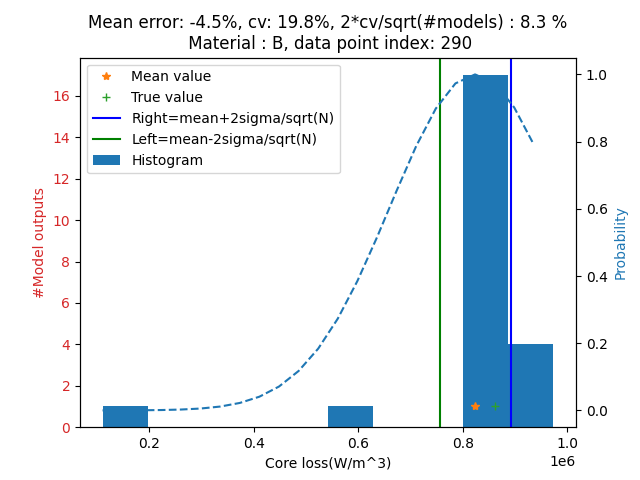 Mean error: -4.5%, cv: 19.8%, 2*cv/sqrt(#models) : 8.3 %
Material : B, data point index: 290
Mean value
True value
Right=mean+2sigma/sqrt(N)
Left=mean-2sigma/sqrt(N)
Histogram
#Model outputs
16
14
12
10
8
6
4
2
0
1.0
0.8
0.6
0.4
0.2
0.0
Probability
0.2 0.4 0.6 0.8 1.0
1e6
Core loss(W/m^3)